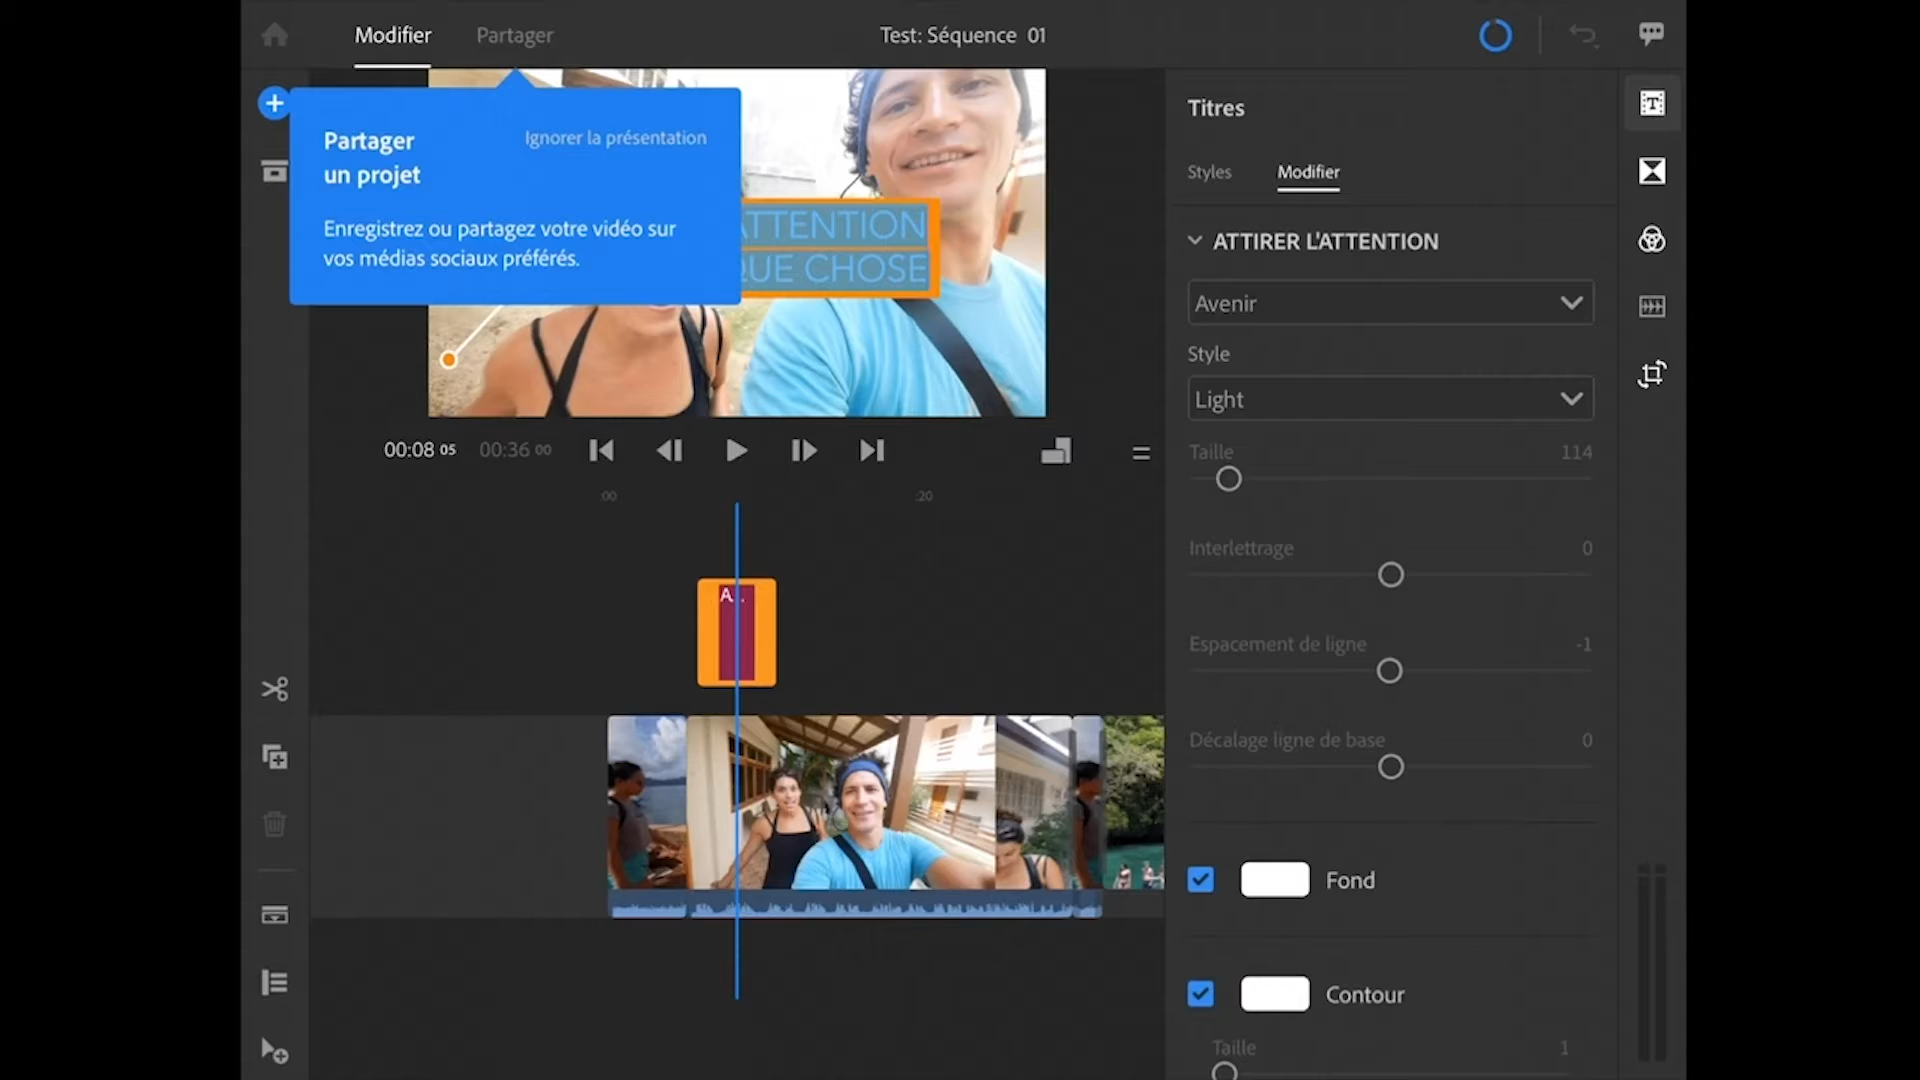 Modifier
Partager
Test: Séquence 01
Partager
un projet
Ignorer la présentation
Enregistrez ou partagez votre vidéo sur
vos médias sociaux préférés.
ATTENTION
QUE CHOSE
00:08 05
00:36 00
:00
:20
A...
Titres
Styles
Modifier
ATTIRER L'ATTENTION
Avenir
Style
Light
Taille 114
Interlettrage 0
Espacement de ligne -1
Décalage ligne de base 0
Fond
Contour
Taille 1